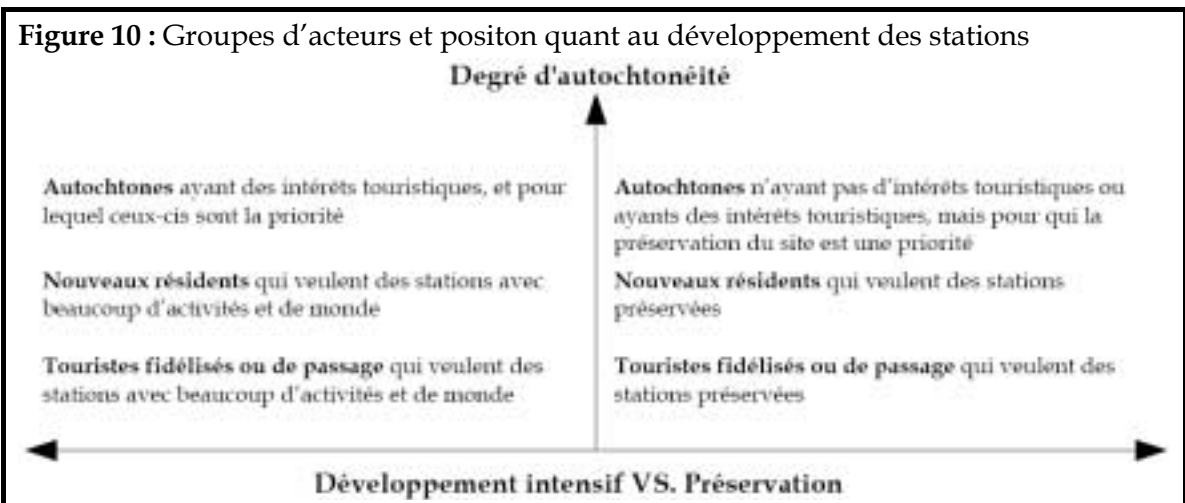 Figure 10 : Groupes d'acteurs et positon quant au développement des stations
Degré d'autochtonéité
Autochtones ayant des intérêts touristiques, et pour
lequel ceux-cis sont la priorité
Nouveaux résidents qui veulent des stations avec
beaucoup d'activités et de monde
Touristes fidélisés ou de passage qui veulent des
stations avec beaucoup d'activités et de monde
Autochtones n'ayant pas d'intérêts touristiques ou
ayants des intérêts touristiques, mais pour qui la
préservation du site est une priorité
Nouveaux résidents qui veulent des stations
préservées
Touristes fidélisés ou de passage qui veulent des
stations préservées
Développement intensif VS. Préservation